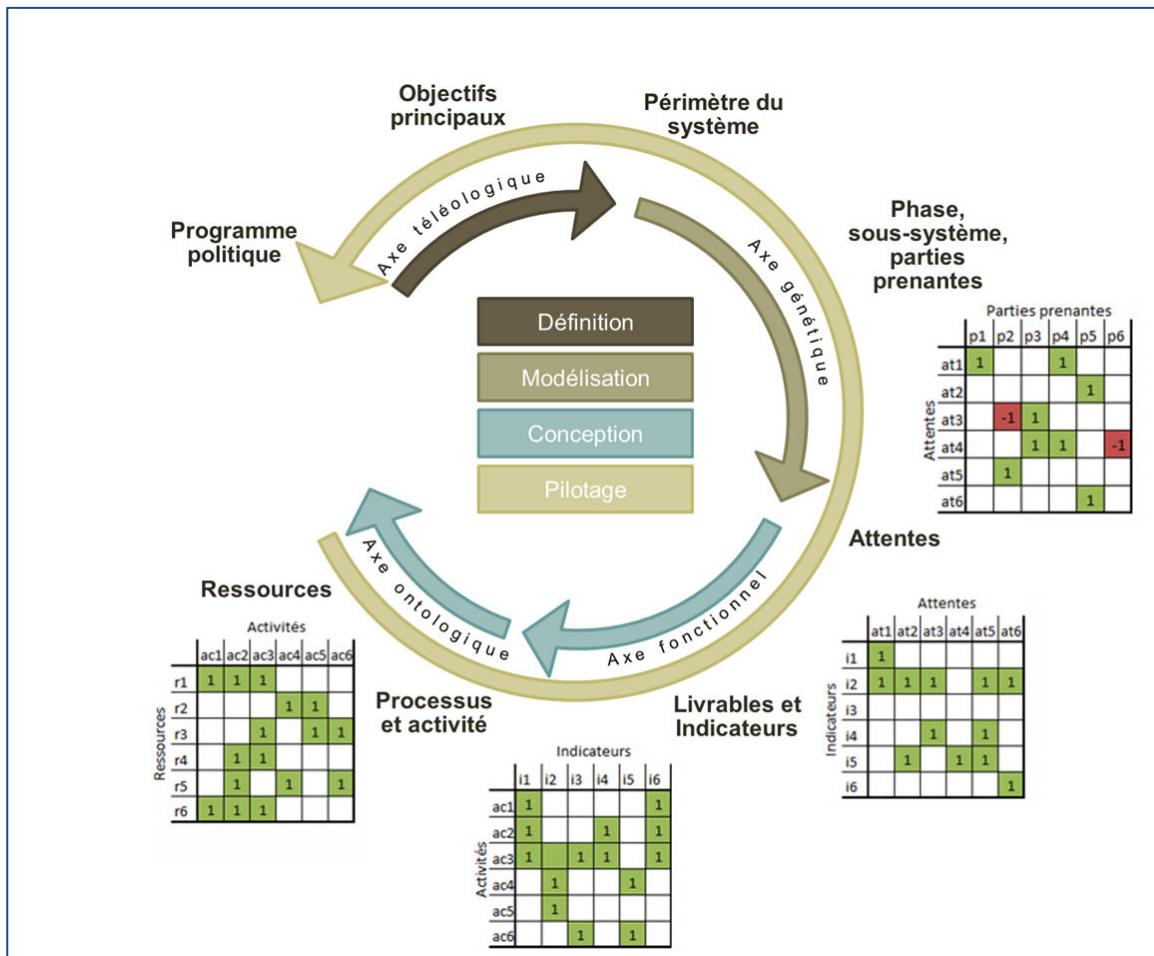 Objectifs
principaux
Périmètre du
système
Axe téléologique
Programme
politique
Phase,
sous-système,
parties
prenantes
Axe génétique
Définition
Modélisation
Conception
Pilotage
Parties prenantes
p1 p2 p3 p4 p5 p6
Attentes
at1 1 1
at2 1
at3 -1 1
at4 1 1 -1
at5 1
at6 1
Attentes
Axe ontologique
Axe fonctionnel
Ressources
Activités
ac1 ac2 ac3 ac4 ac5 ac6
Ressources
r1 1 1 1
r2 1 1
r3 1 1 1
r4 1 1
r5 1 1 1
r6 1 1 1
Processus
et activité
Livrables et
Indicateurs
Indicateurs
i1 i2 i3 i4 i5 i6
Activités
ac1 1 1
ac2 1 1 1
ac3 1 1 1 1
ac4 1 1
ac5 1
ac6 1 1
Attentes
at1 at2 at3 at4 at5 at6
Indicateurs
i1 1
i2 1 1 1 1 1
i3
i4 1 1
i5 1 1 1
i6 1